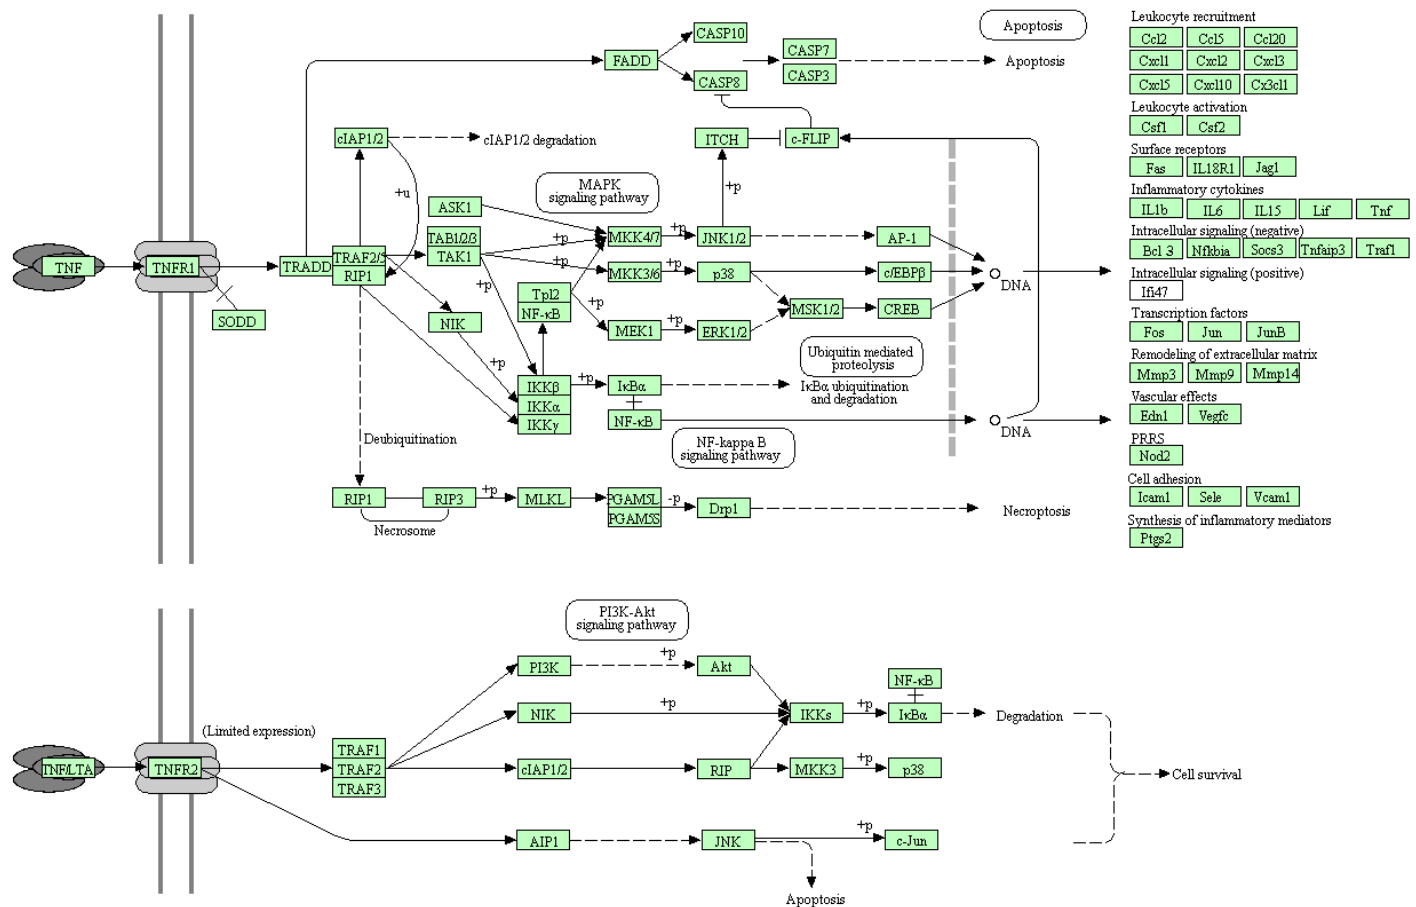 Apoptosis
CASP10
FADD
CASP7
CASP3
CASP8
Apoptosis
cIAP1/2
cIAP1/2 degradation
ITCH
c-FLIP
+u
+p
MAPK
signaling pathway
ASK1
TNF
TNFR1
SODD
TRADD
TRAF2/5
RIP1
TAB1/2/3
TAK1
+p
+p
+p
MKK4/7
+p
JNK1/2
AP-1
MKK3/6
+p
p38
c/EBPβ
DNA
NIK
Tpl2
NF-κB
+p
MEK1
+p
ERK1/2
MSK1/2
CREB
+p
Ubiquitin mediated
proteolysis
IKKβ
IKKα
IKKγ
+p
IκBα
IκBα ubiquitination
and degradation
NF-κB
DNA
NF-kappa B
signaling pathway
Deubiquitination
RIP1
RIP3
+p
MLKL
PGAM5L
PGAM5S
-p
Drp1
Necroptosis
Necrosome
Leukocyte recruitment
Ccl2 Ccl5 Ccl20
Cxcl1 Cxcl2 Cxcl3
Cxcl5 Cxcl10 Cx3cl1
Leukocyte activation
Csf1 Csf2
Surface receptors
Fas IL18R1 Jag1
Inflammatory cytokines
IL1b IL6 IL15 Lif Tnf
Intracellular signaling (negative)
Bcl 3 Nfkbia Socs3 Tnfaip3 Traf1
Intracellular signaling (positive)
Ifi47
Transcription factors
Fos Jun JunB
Remodeling of extracellular matrix
Mmp3 Mmp9 Mmp14
Vascular effects
Edn1 Vegfc
PRRS
Nod2
Cell adhesion
Icam1 Sele Vcam1
Synthesis of inflammatory mediators
Ptgs2
PI3K-Akt
signaling pathway
PI3K
+p
Akt
NF-κB
NIK
+p
IKKs
+p
IκBα
Degradation
(Limited expression)
TNF/LTA
TNFR2
TRAF1
TRAF2
TRAF3
cIAP1/2
RIP
MKK3
+p
p38
Cell survival
AIP1
JNK
+p
c-Jun
Apoptosis